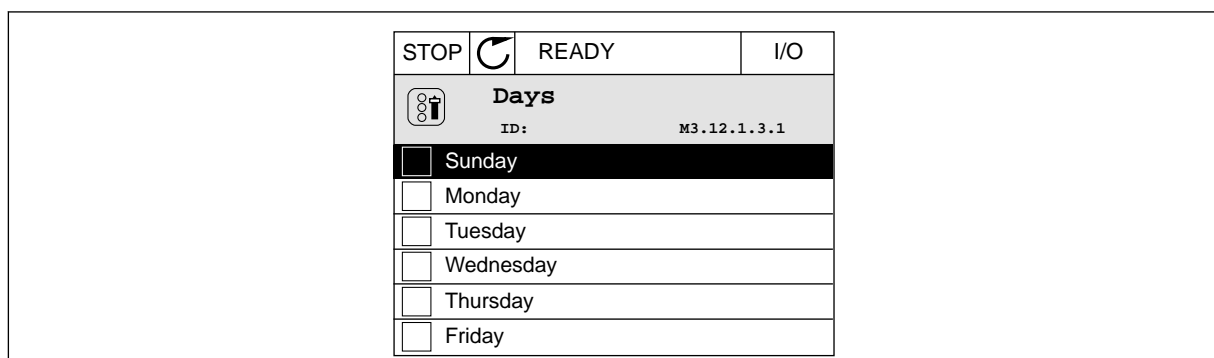 STOP READY I/O
Days
ID: M3.12.1.3.1
Sunday
Monday
Tuesday
Wednesday
Thursday
Friday